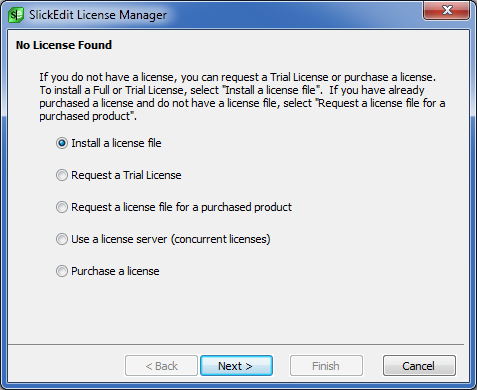 SlickEdit License Manager
No License Found
If you do not have a license, you can request a Trial License or purchase a license.
To install a Full or Trial License, select "Install a license file".  If you have already
purchased a license and do not have a license file, select "Request a license file for a
purchased product".
Install a license file
Request a Trial License
Request a license file for a purchased product
Use a license server (concurrent licenses)
Purchase a license
< Back Next > Finish Cancel